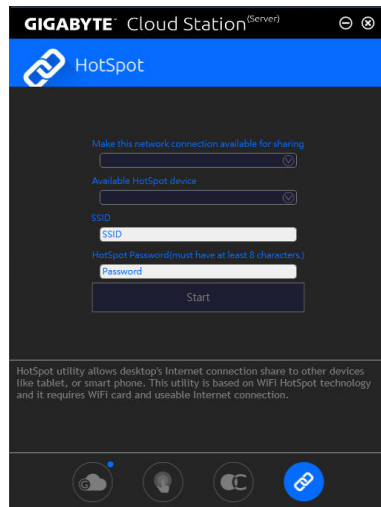 GIGABYTE™ Cloud Station(Server)
HotSpot
Make this network connection available for sharing
Available HotSpot device
SSID
SSID
HotSpot Password(must have at least 8 characters.)
Password
Start
HotSpot utility allows desktop's Internet connection share to other devices
like tablet, or smart phone. This utility is based on WiFi HotSpot technology
and it requires WiFi card and useable Internet connection.
G